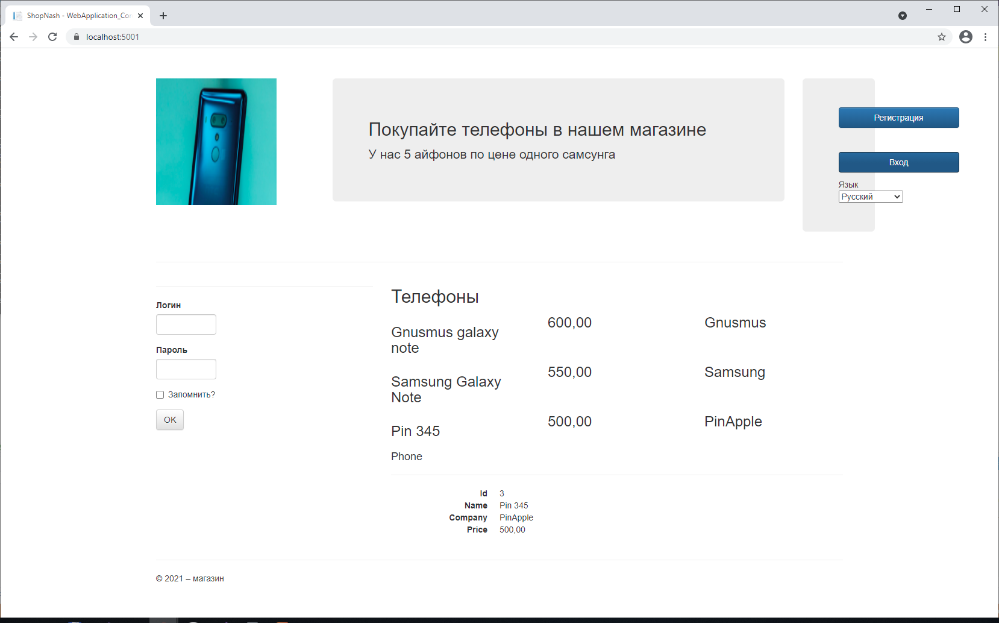 ShopNash - WebApplication_Cor
localhost:5001
Покупайте телефоны в нашем магазине
У нас 5 айфонов по цене одного самсунга
Регистрация
Вход
Язык
Русский
Логин
Пароль
Запомнить?
OK
Телефоны
Gnusmus galaxy
note
600,00
Gnusmus
Samsung Galaxy
Note
550,00
Samsung
Pin 345
500,00
PinApple
Phone
Id 3
Name Pin 345
Company PinApple
Price 500,00
© 2021 – магазин